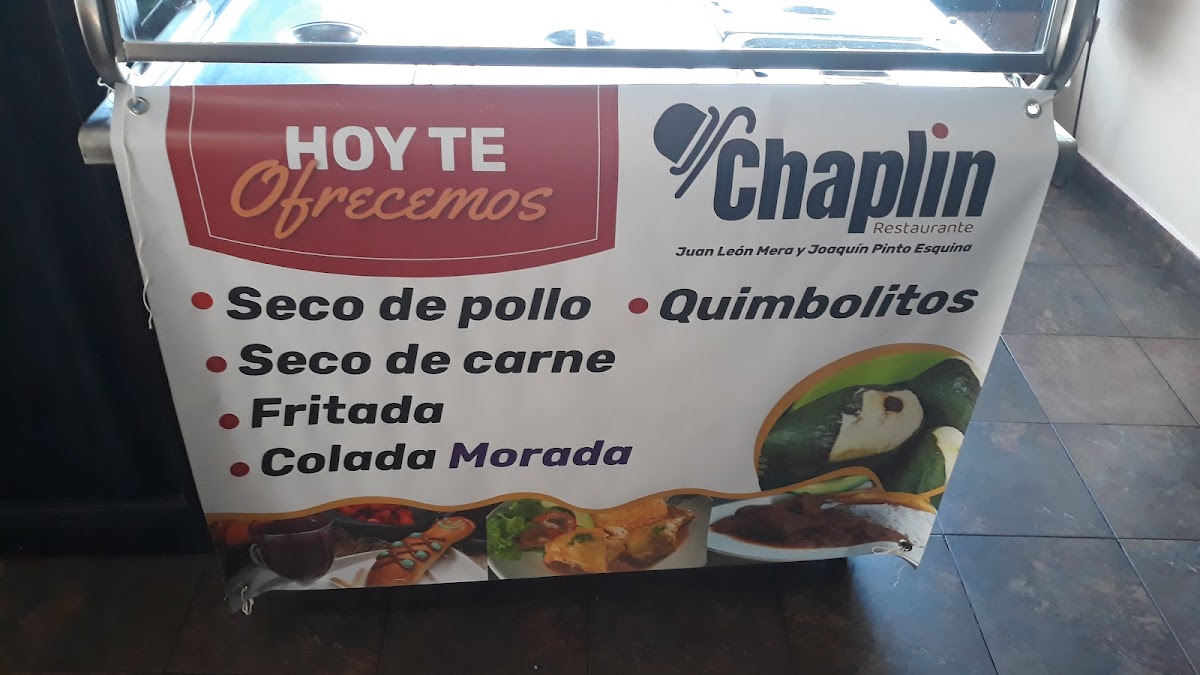 HOY TE
Ofrecemos
Chaplin
Restaurante
Juan León Mera y Joaquín Pinto Esquina
• Seco de pollo
• Seco de carne
• Fritada
• Colada Morada
• Quimbolitos